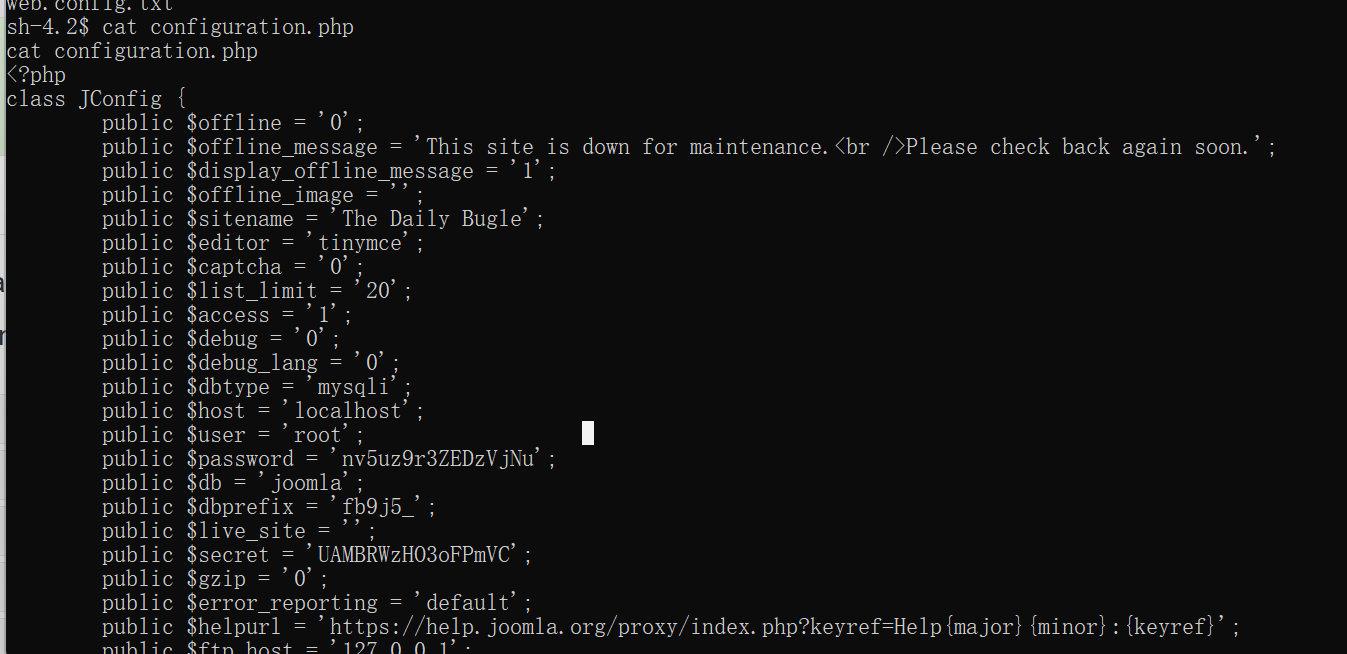 web.config.txt
sh-4.2$ cat configuration.php
cat configuration.php
<?php
class JConfig {
public $offline = '0';
public $offline_message = 'This site is down for maintenance.<br />Please check back again soon.';
public $display_offline_message = '1';
public $offline_image = '';
public $sitename = 'The Daily Bugle';
public $editor = 'tinymce';
public $captcha = '0';
public $list_limit = '20';
public $access = '1';
public $debug = '0';
public $debug_lang = '0';
public $dbtype = 'mysqli';
public $host = 'localhost';
public $user = 'root';
public $password = 'nv5uz9r3ZEDzVjNu';
public $db = 'joomla';
public $dbprefix = 'fb9j5_';
public $live_site = '';
public $secret = 'UAMBRWzHO3oFPmVC';
public $gzip = '0';
public $error_reporting = 'default';
public $helpurl = 'https://help.joomla.org/proxy/index.php?keyref=Help{major}{minor}:{keyref}';
public $ftp_host = '127.0.0.1';